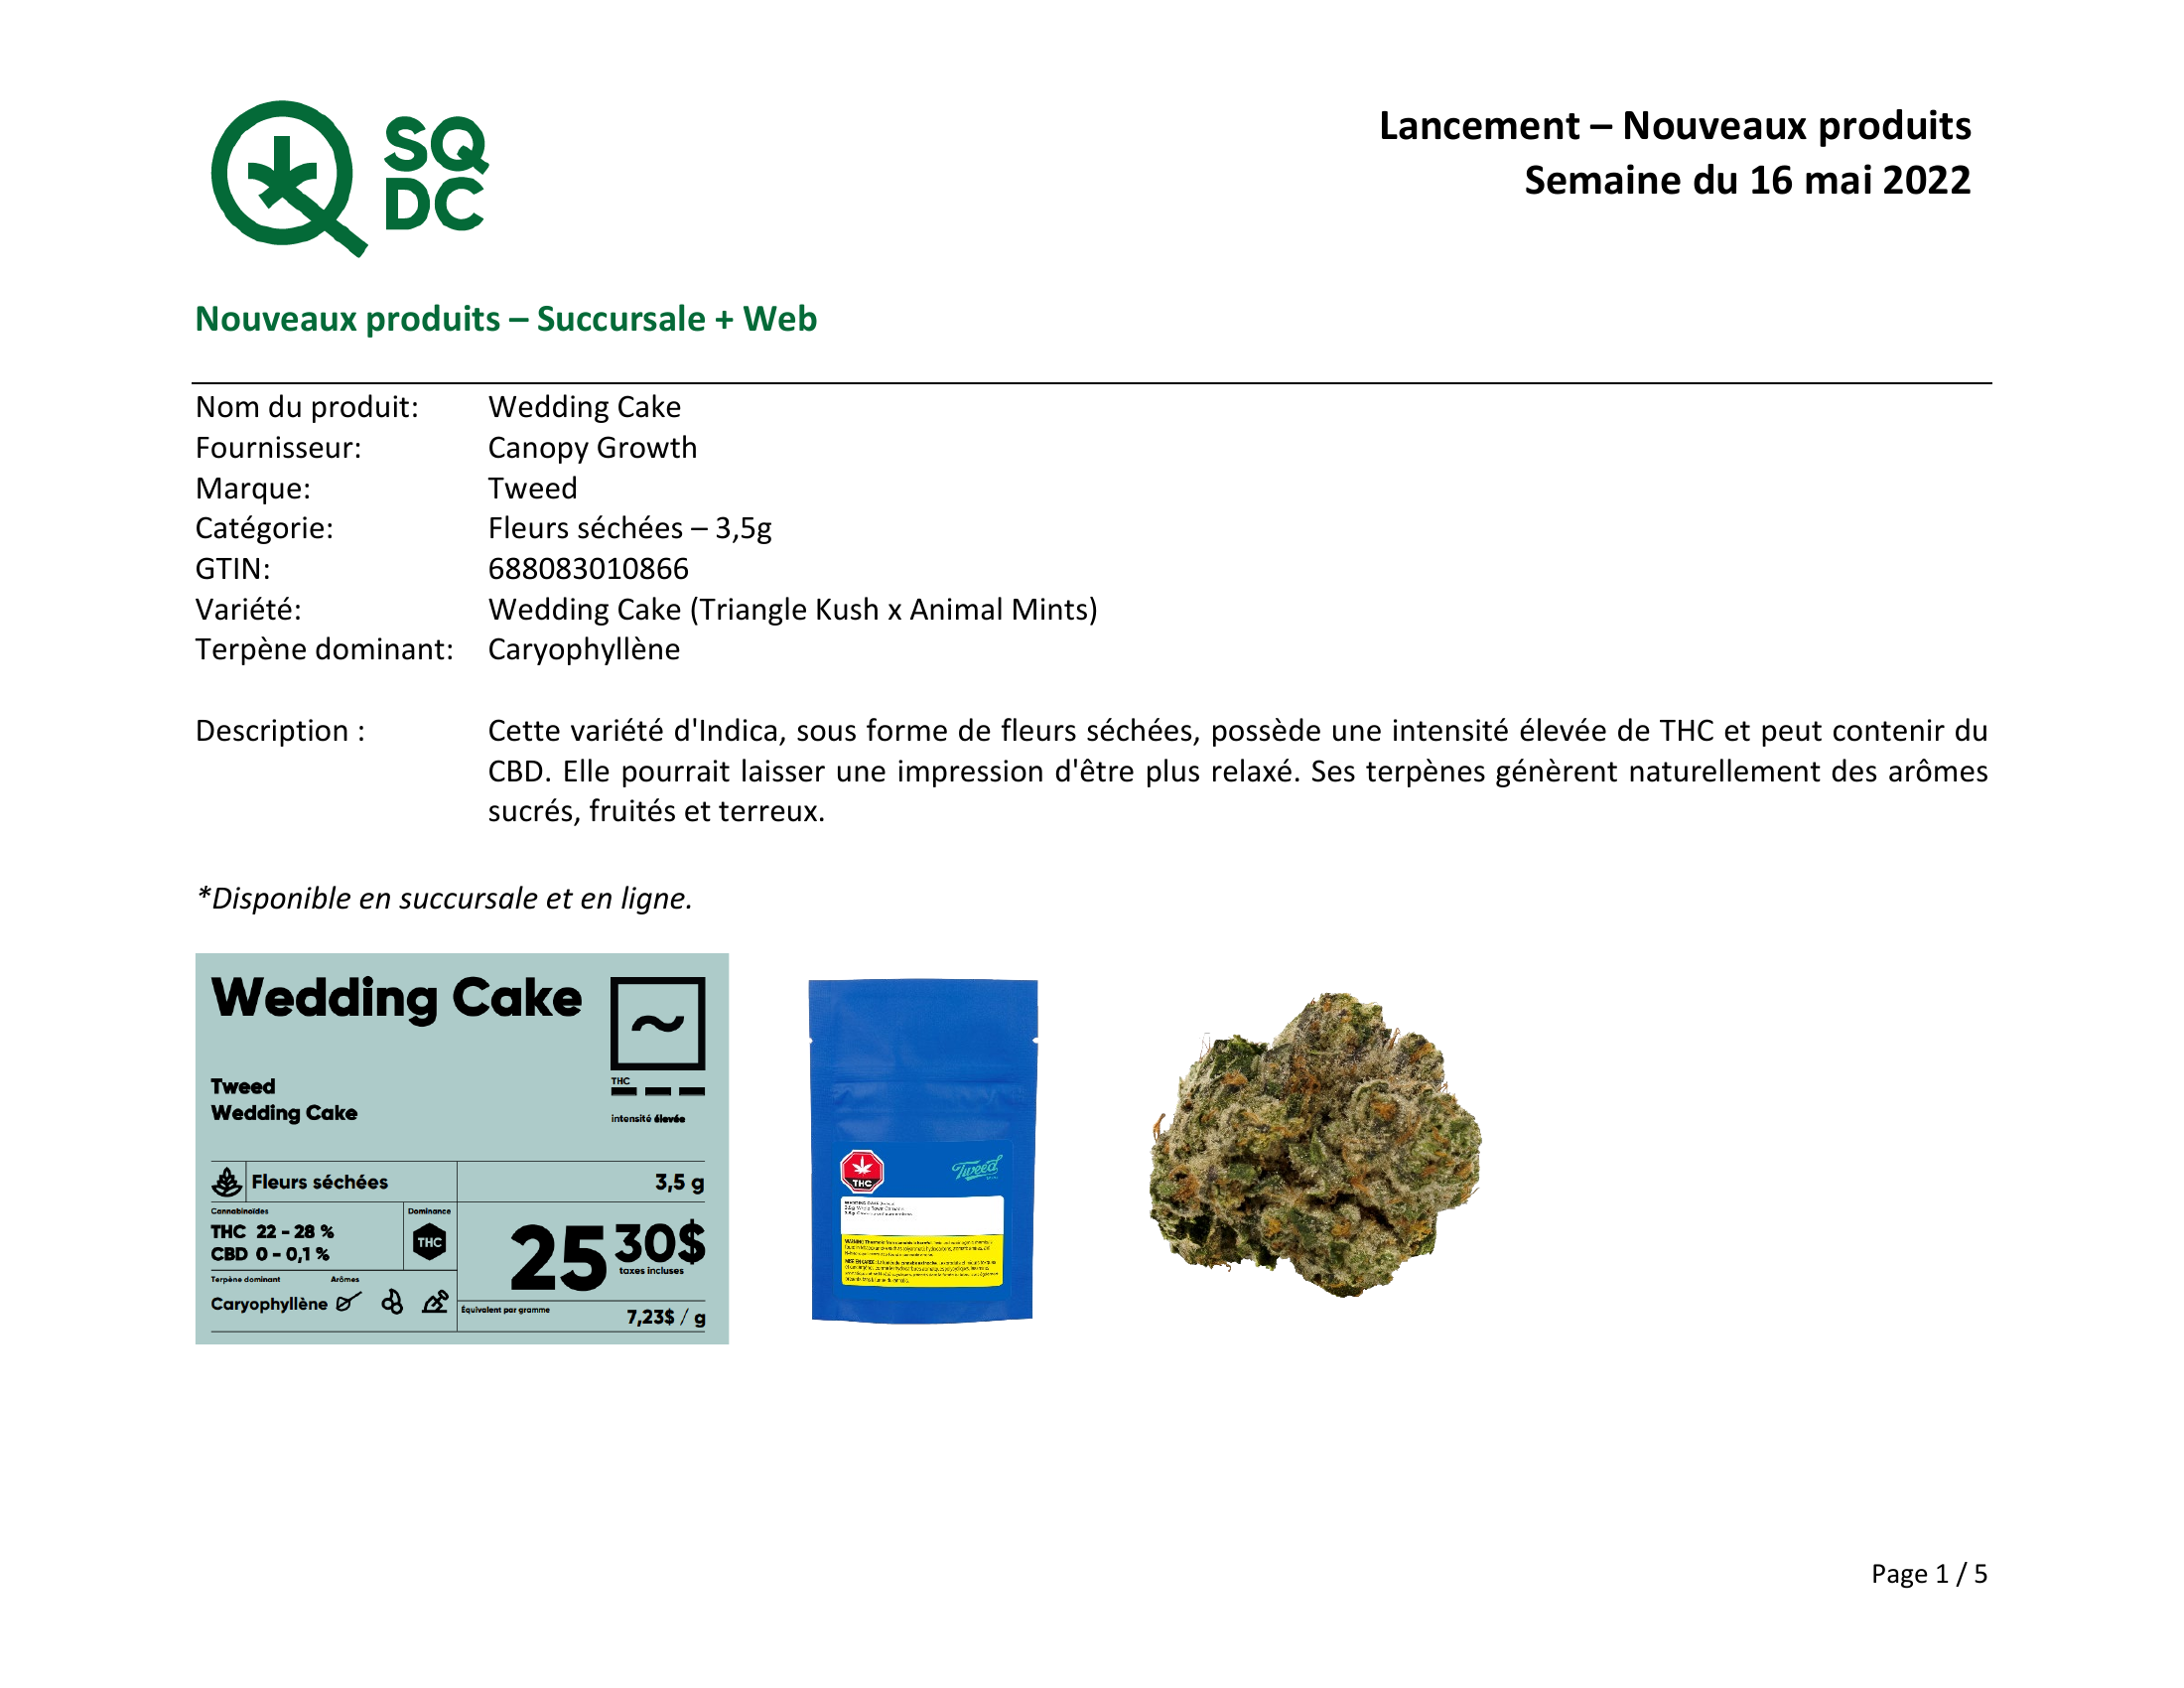 SQ
DC
Lancement – Nouveaux produits
Semaine du 16 mai 2022
Nouveaux produits – Succursale + Web
Nom du produit: Wedding Cake
Fournisseur: Canopy Growth
Marque: Tweed
Catégorie: Fleurs séchées – 3,5g
GTIN: 688083010866
Variété: Wedding Cake (Triangle Kush x Animal Mints)
Terpène dominant: Caryophyllène
Description : Cette variété d'Indica, sous forme de fleurs séchées, possède une intensité élevée de THC et peut contenir du
CBD. Elle pourrait laisser une impression d'être plus relaxé. Ses terpènes génèrent naturellement des arômes
sucrés, fruités et terreux.
*Disponible en succursale et en ligne.
Wedding Cake
THC
intensité élevée
Tweed
Wedding Cake
Fleurs séchées 3,5 g
Cannabinoïdes
THC 22 - 28 %
CBD 0 - 0,1 %
Dominance
THC
25 30$
taxes incluses
Terpène dominant Arômes
Caryophyllène
Équivalent par gramme
7,23$ / g
THC
Tweed
Page 1 / 5